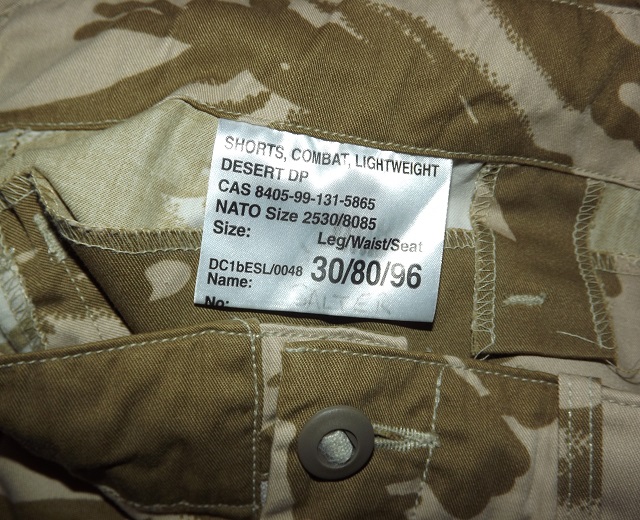 SHORTS, COMBAT, LIGHTWEIGHT
DESERT DP
CAS 8405-99-131-5865
NATO Size 2530/8085
Size: Leg/Waist/Seat
DC1bESL/0048 30/80/96
Name: SALTER
No: